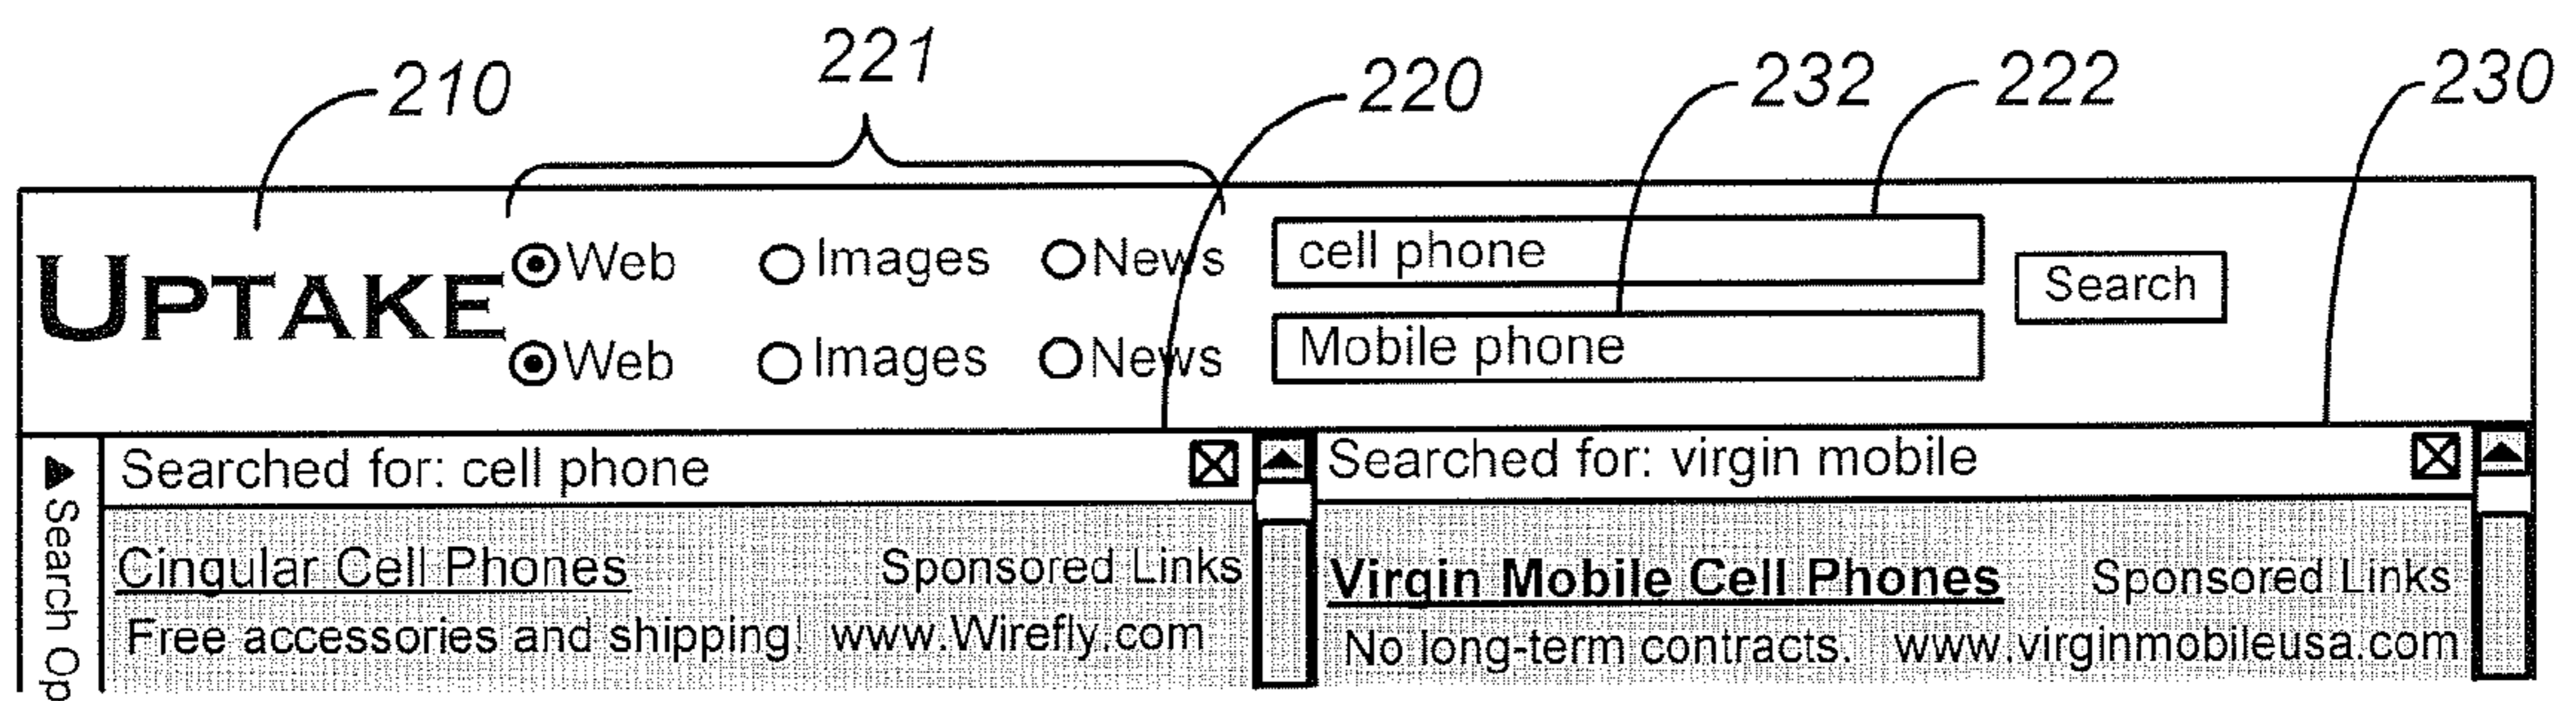 210 221 220 232 222 230
UPTAKE Web Images News cell phone Search
Web Images News Mobile phone
Searched for: cell phone Searched for: virgin mobile
Search Op
Cingular Cell Phones Sponsored Links Virgin Mobile Cell Phones Sponsored Links
Free accessories and shipping! www.Wirefly.com No long-term contracts. www.virginmobileusa.com